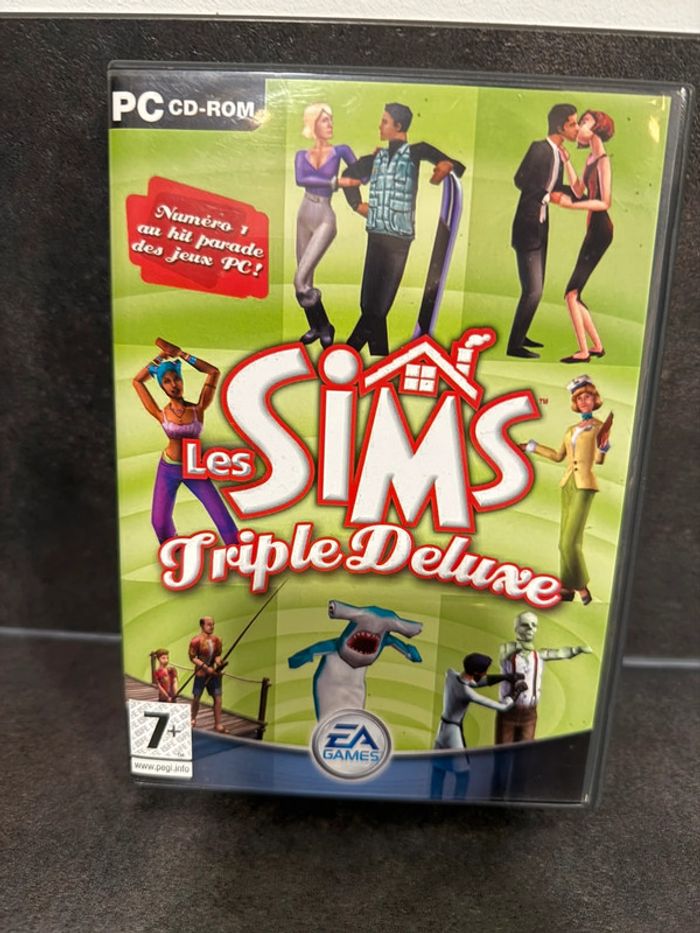 PC CD-ROM
Numéro 1
au hit parade
des jeux PC!
Les SiMS™
Triple Deluxe
7+
www.pegi.info
EA
GAMES